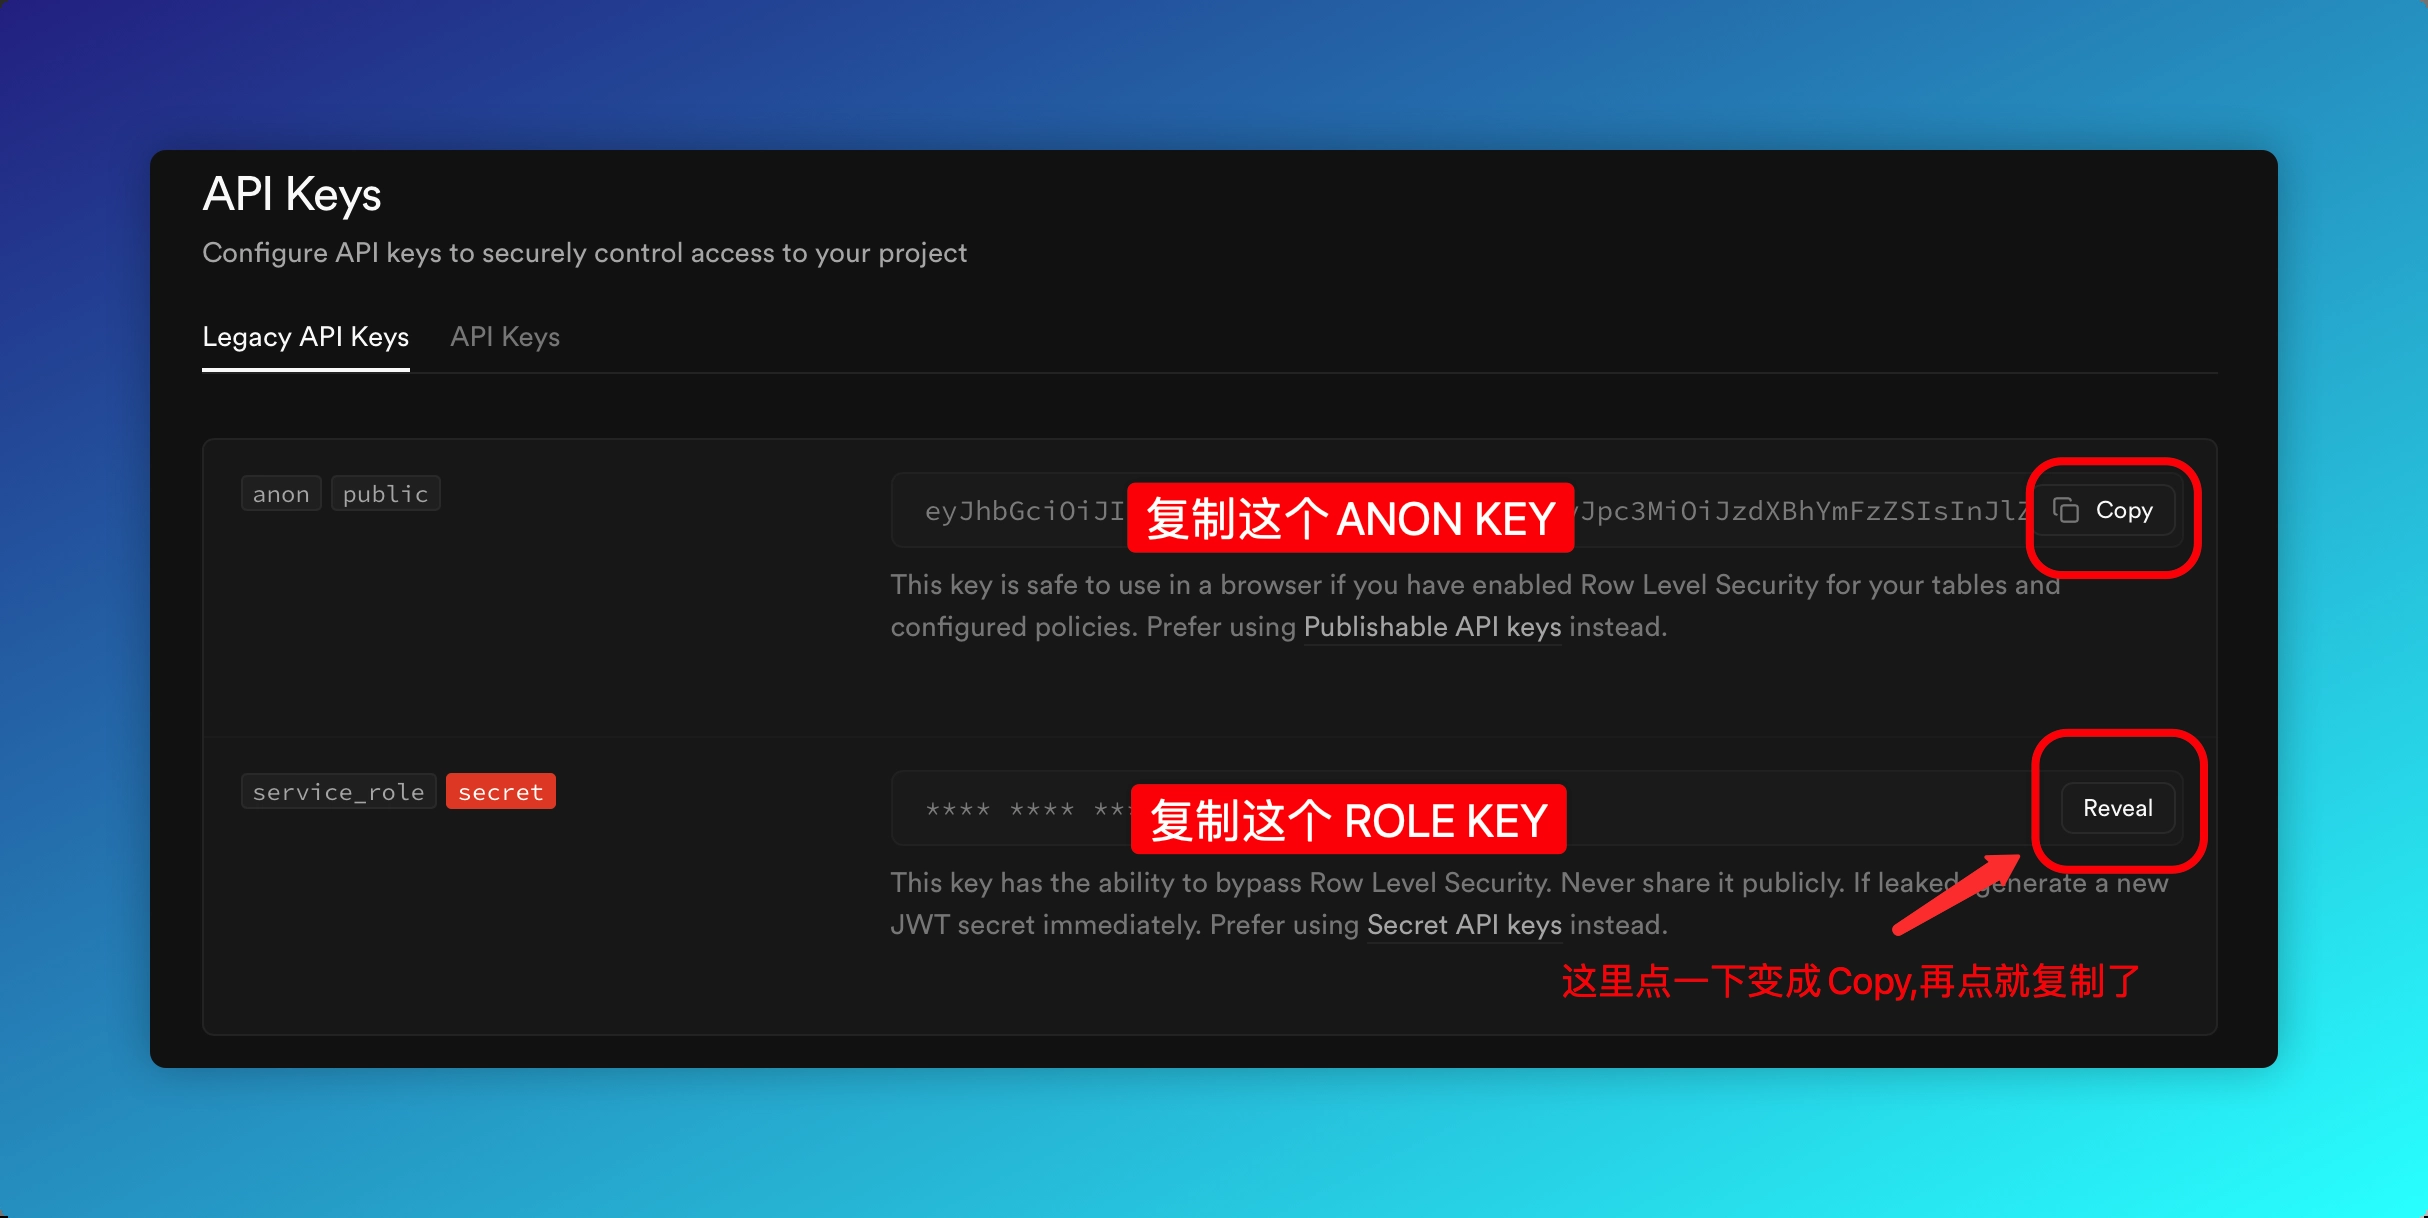 API Keys
Configure API keys to securely control access to your project
Legacy API Keys API Keys
anon public
eyJhbGciOiJI 复制这个 ANON KEY Jpc3MiOiJzdXBhYmFzZSIsInJlZ Copy
This key is safe to use in a browser if you have enabled Row Level Security for your tables and
configured policies. Prefer using Publishable API keys instead.
service_role secret
**** **** *** 复制这个 ROLE KEY Reveal
This key has the ability to bypass Row Level Security. Never share it publicly. If leaked, generate a new
JWT secret immediately. Prefer using Secret API keys instead.
这里点一下变成 Copy,再点就复制了